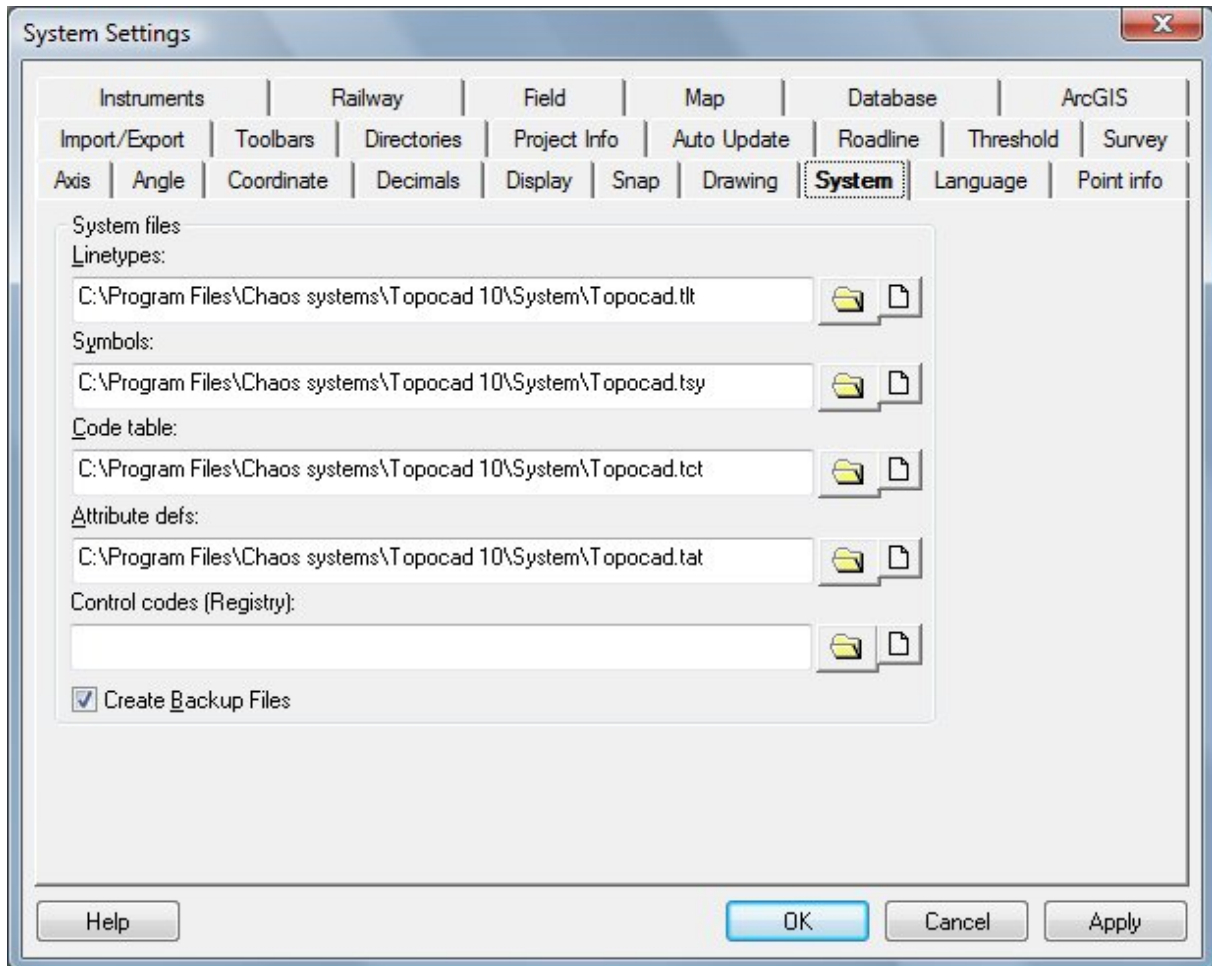 System Settings
Instruments Railway Field Map Database ArcGIS
Import/Export Toolbars Directories Project Info Auto Update Roadline Threshold Survey
Axis Angle Coordinate Decimals Display Snap Drawing System Language Point info
System files
Linetypes:
C:\Program Files\Chaos systems\Topocad 10\System\Topocad.tlt
Symbols:
C:\Program Files\Chaos systems\Topocad 10\System\Topocad.tsy
Code table:
C:\Program Files\Chaos systems\Topocad 10\System\Topocad.tct
Attribute defs:
C:\Program Files\Chaos systems\Topocad 10\System\Topocad.tat
Control codes (Registry):
Create Backup Files
Help OK Cancel Apply